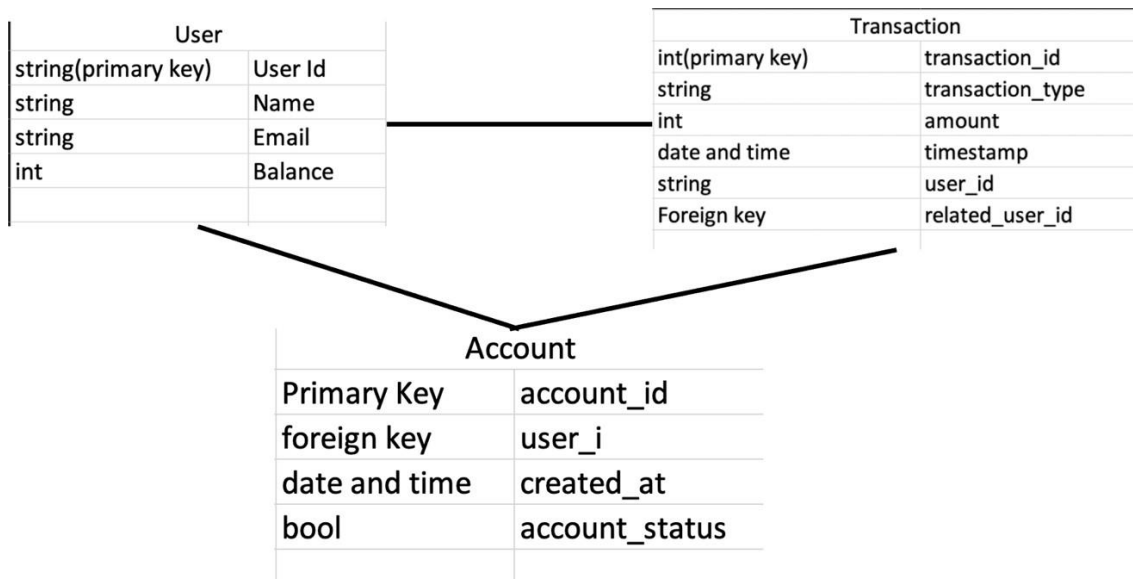 User
string(primary key) User Id
string Name
string Email
int Balance
Transaction
int(primary key) transaction_id
string transaction_type
int amount
date and time timestamp
string user_id
Foreign key related_user_id
Account
Primary Key account_id
foreign key user_i
date and time created_at
bool account_status